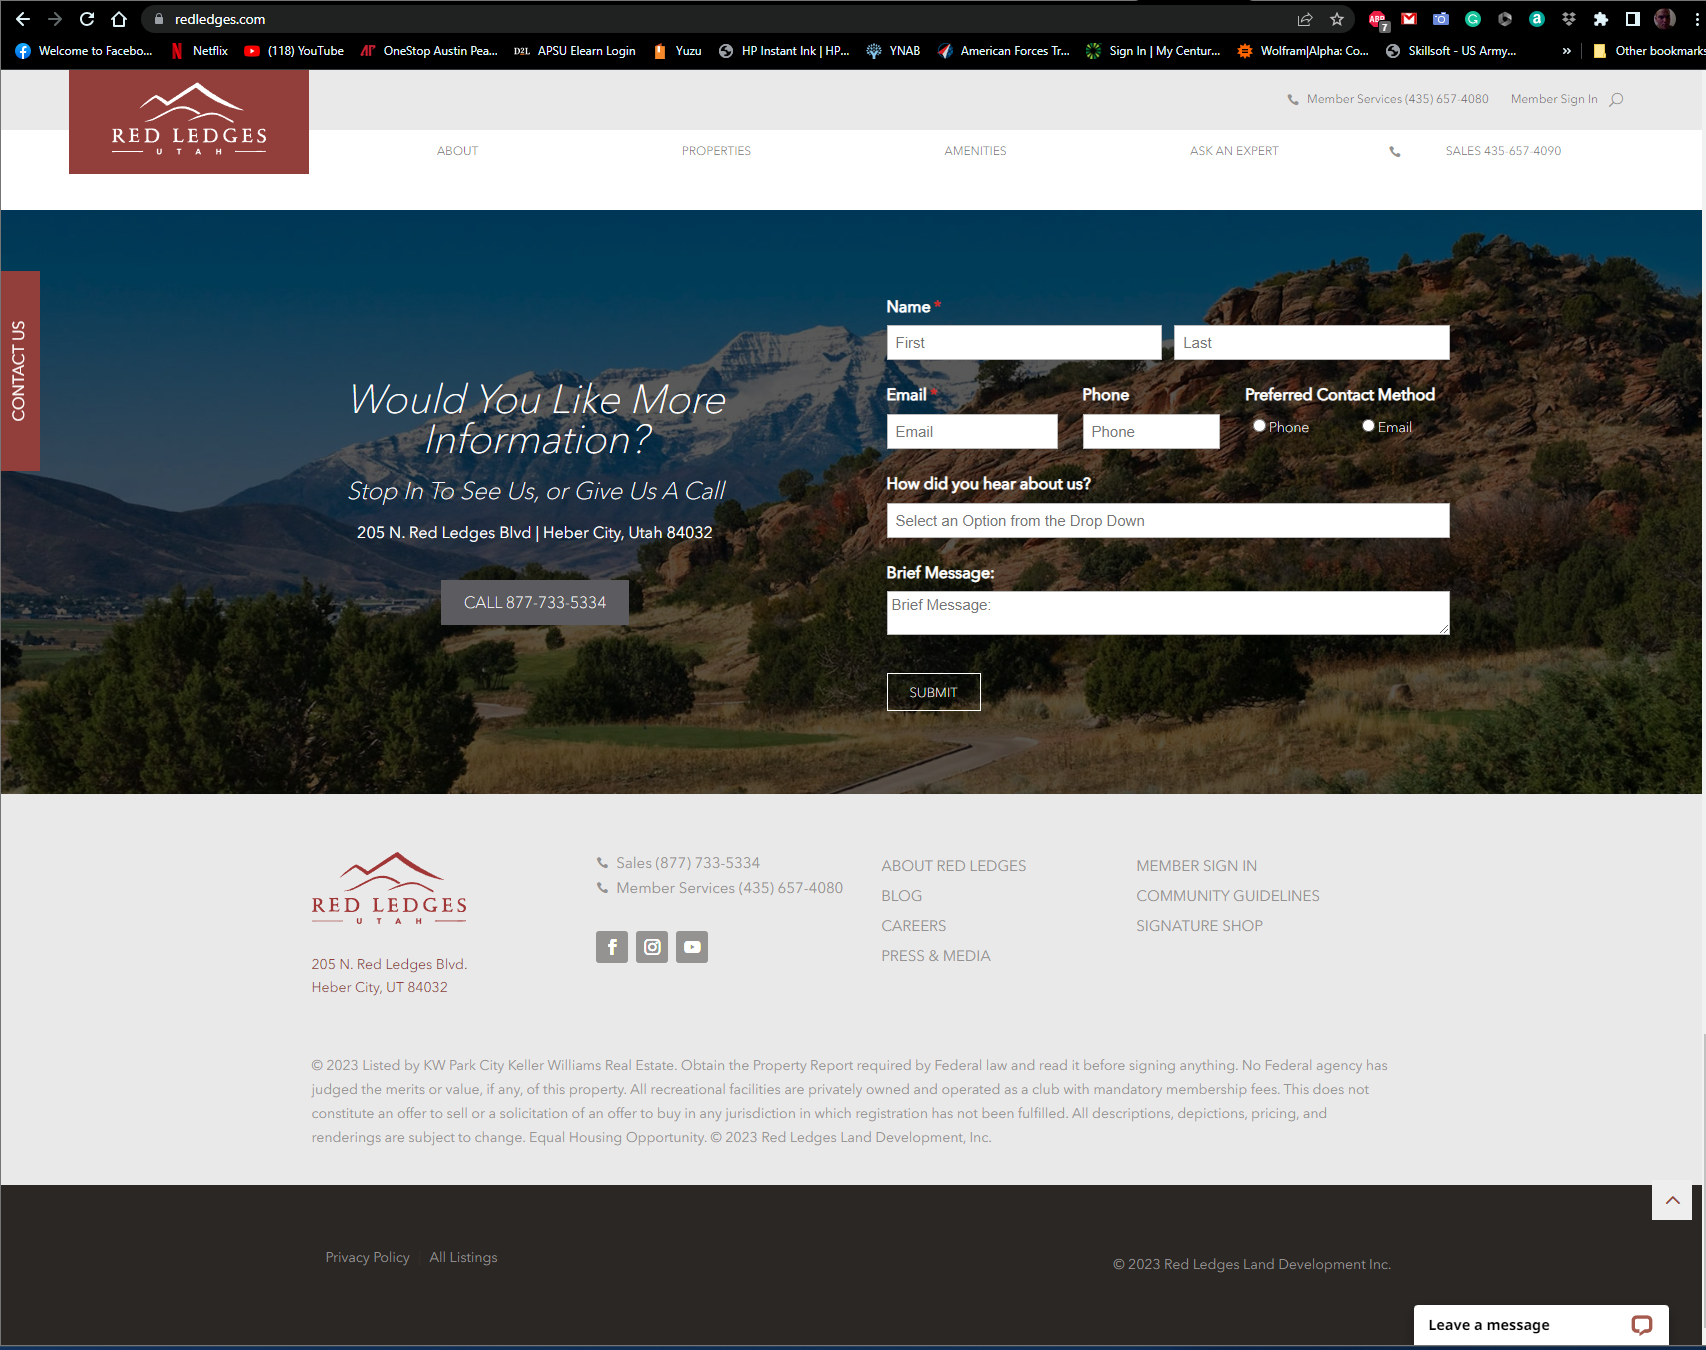 redledges.com
ABP
7
Welcome to Facebo...
Netflix
(118) YouTube
OneStop Austin Pea...
D2L APSU Elearn Login
Yuzu
HP Instant Ink | HP...
YNAB
American Forces Tr...
Sign In | My Centur...
Wolfram|Alpha: Co...
Skillsoft - US Army...
»
Other bookmarks
RED LEDGES
UTAH
Member Services (435) 657-4080
Member Sign In
ABOUT
PROPERTIES
AMENITIES
ASK AN EXPERT
SALES 435-657-4090
CONTACT US
Would You Like More
Information?
Stop In To See Us, or Give Us A Call
205 N. Red Ledges Blvd | Heber City, Utah 84032
CALL 877-733-5334
Name *
First
Last
Email *
Phone
Preferred Contact Method
Email
Phone
Phone
Email
How did you hear about us?
Select an Option from the Drop Down
Brief Message:
Brief Message:
SUBMIT
RED LEDGES
UTAH
205 N. Red Ledges Blvd.
Heber City, UT 84032
Sales (877) 733-5334
Member Services (435) 657-4080
ABOUT RED LEDGES
BLOG
CAREERS
PRESS & MEDIA
MEMBER SIGN IN
COMMUNITY GUIDELINES
SIGNATURE SHOP
© 2023 Listed by KW Park City Keller Williams Real Estate. Obtain the Property Report required by Federal law and read it before signing anything. No Federal agency has
judged the merits or value, if any, of this property. All recreational facilities are privately owned and operated as a club with mandatory membership fees. This does not
constitute an offer to sell or a solicitation of an offer to buy in any jurisdiction in which registration has not been fulfilled. All descriptions, depictions, pricing, and
renderings are subject to change. Equal Housing Opportunity. © 2023 Red Ledges Land Development, Inc.
Privacy Policy
All Listings
© 2023 Red Ledges Land Development Inc.
Leave a message